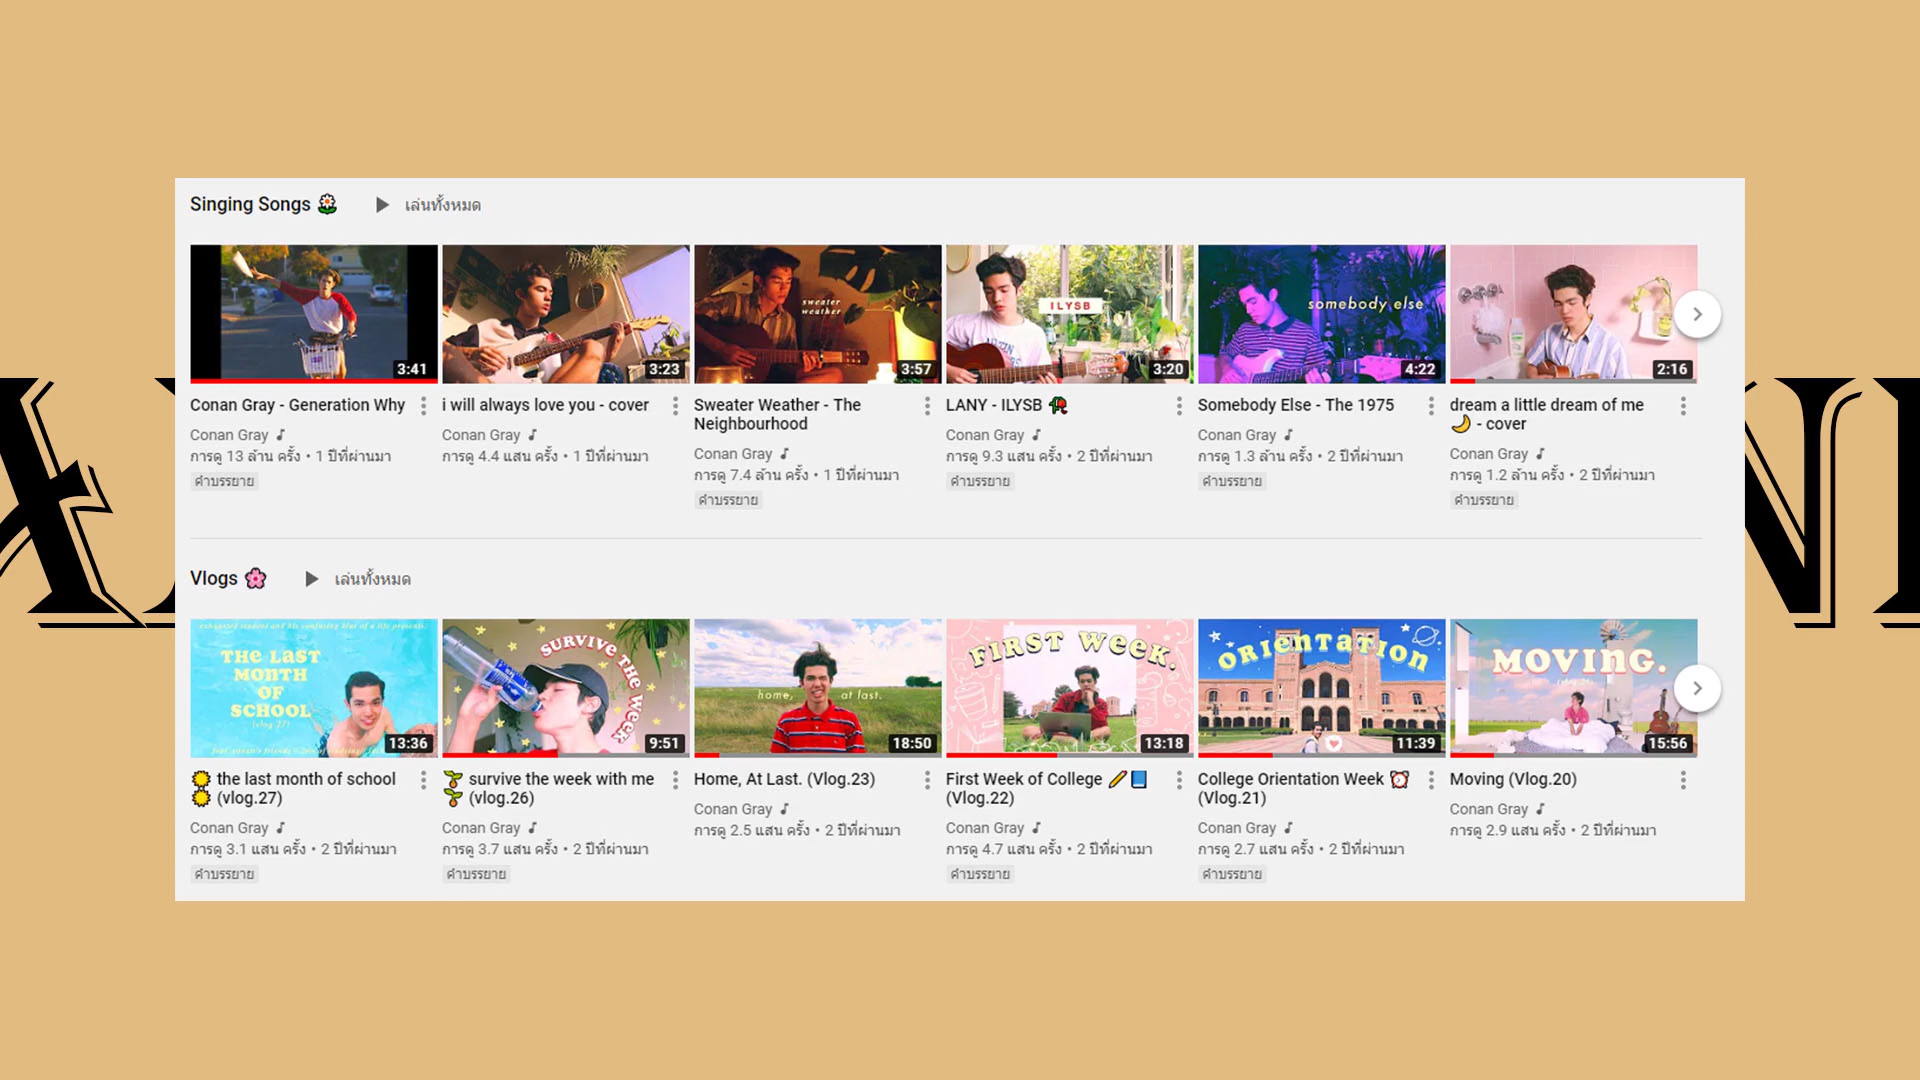 Singing Songs 🌼 ▶ เล่นทั้งหมด
sweater
weather
ILYSB
somebody else
3:41
3:23
3:57
3:20
4:22
2:16
Conan Gray - Generation Why
Conan Gray ♪
การดู 13 ล้าน ครั้ง • 1 ปีที่ผ่านมา
คำบรรยาย
i will always love you - cover
Conan Gray ♪
การดู 4.4 แสน ครั้ง • 1 ปีที่ผ่านมา
Sweater Weather - The
Neighbourhood
Conan Gray ♪
การดู 7.4 ล้าน ครั้ง • 1 ปีที่ผ่านมา
คำบรรยาย
LANY - ILYSB 🥀
Conan Gray ♪
การดู 9.3 แสน ครั้ง • 2 ปีที่ผ่านมา
คำบรรยาย
Somebody Else - The 1975
Conan Gray ♪
การดู 1.3 ล้าน ครั้ง • 2 ปีที่ผ่านมา
คำบรรยาย
dream a little dream of me
🌙 - cover
Conan Gray ♪
การดู 1.2 ล้าน ครั้ง • 2 ปีที่ผ่านมา
คำบรรยาย
Vlogs 🌸 ▶ เล่นทั้งหมด
exhausted student and his confusing blur of a life presents.
THE LAST
MONTH
OF
SCHOOL
(vlog 27)
13:36
SURVIVE THE WEEK
9:51
home, at last.
18:50
FIRST WEEK.
13:18
ORIENTATION
11:39
MOVING.
15:56
🌼 the last month of school
🌼 (vlog.27)
Conan Gray ♪
การดู 3.1 แสน ครั้ง • 2 ปีที่ผ่านมา
คำบรรยาย
🌱 survive the week with me
🌱 (vlog.26)
Conan Gray ♪
การดู 3.7 แสน ครั้ง • 2 ปีที่ผ่านมา
คำบรรยาย
Home, At Last. (Vlog.23)
Conan Gray ♪
การดู 2.5 แสน ครั้ง • 2 ปีที่ผ่านมา
First Week of College ✏️📘
(Vlog.22)
Conan Gray ♪
การดู 4.7 แสน ครั้ง • 2 ปีที่ผ่านมา
คำบรรยาย
College Orientation Week ⏰
(Vlog.21)
Conan Gray ♪
การดู 2.7 แสน ครั้ง • 2 ปีที่ผ่านมา
คำบรรยาย
Moving (Vlog.20)
Conan Gray ♪
การดู 2.9 แสน ครั้ง • 2 ปีที่ผ่านมา